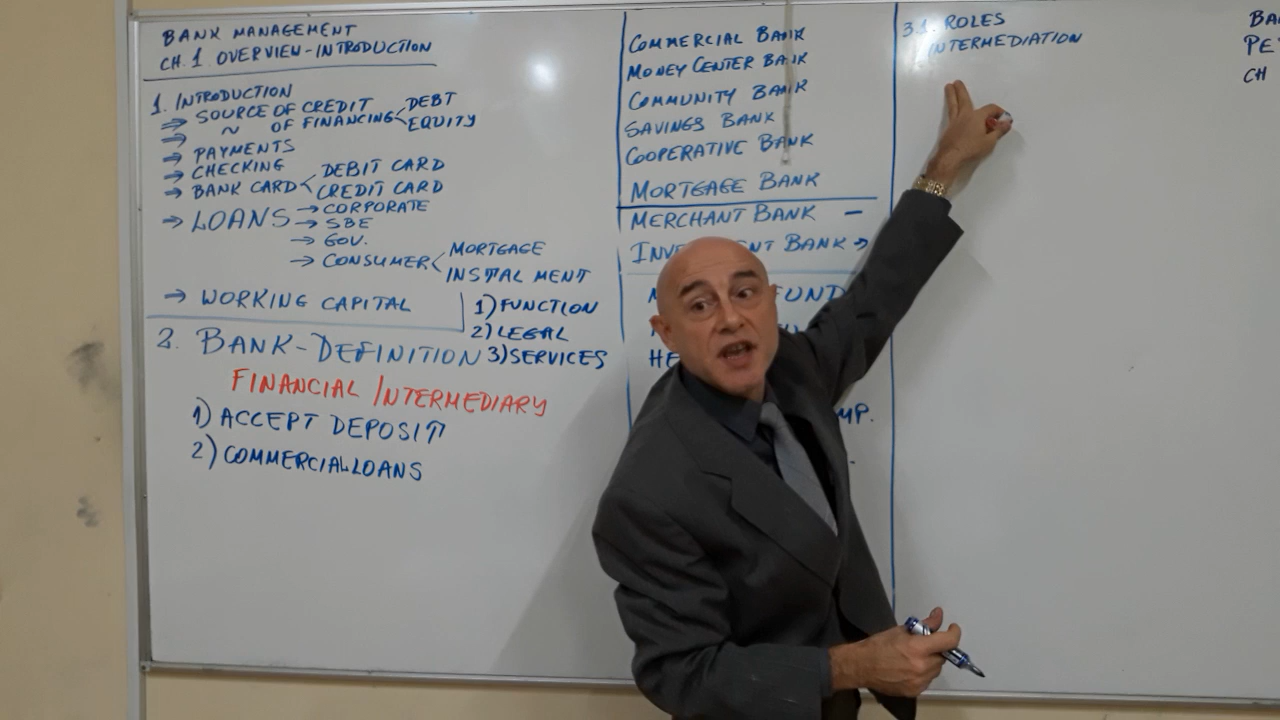 BANK MANAGEMENT
CH. 1 OVERVIEW-INTRODUCTION
1. INTRODUCTION
⇒ SOURCE OF CREDIT
⇒ ~ OF FINANCING < DEBT
EQUITY
⇒ PAYMENTS
⇒ CHECKING
→ BANK CARD < DEBIT CARD
CREDIT CARD
→ LOANS → CORPORATE
→ SBE
→ GOV.
→ CONSUMER < MORTGAGE
INSTALMENT
→ WORKING CAPITAL
2. BANK-DEFINITION
1) FUNCTION
2) LEGAL
3) SERVICES
FINANCIAL INTERMEDIARY
1) ACCEPT DEPOSIT
2) COMMERCIAL LOANS
COMMERCIAL BANK
MONEY CENTER BANK
COMMUNITY BANK
SAVINGS BANK
COOPERATIVE BANK
MORTGAGE BANK
MERCHANT BANK -
BANK →
FUND
3.1. ROLES
INTERMEDIATION
CH